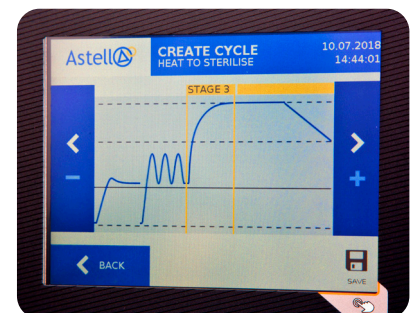 Astell
CREATE CYCLE
HEAT TO STERILISE
10.07.2018
14:44:01
STAGE 3
BACK
SAVE